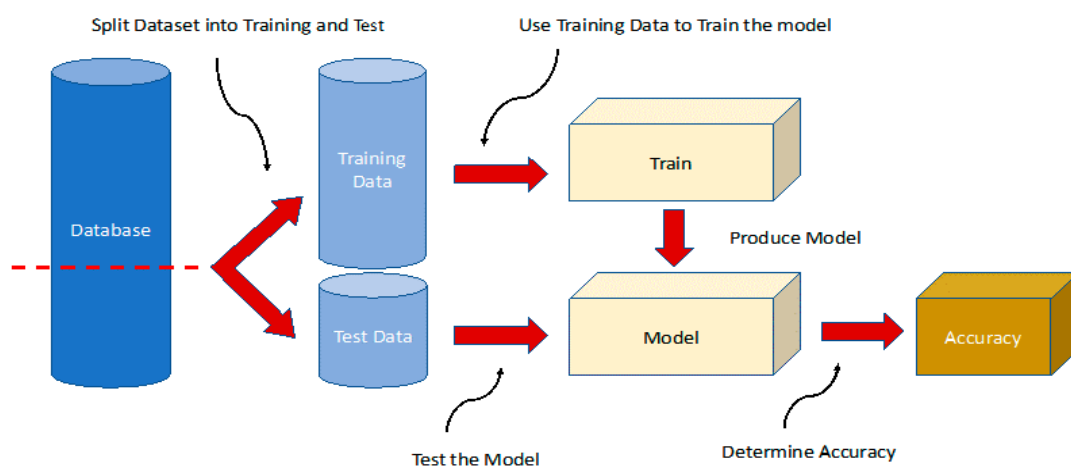 Split Dataset into Training and Test
Use Training Data to Train the model
Training
Data
Train
Database
Produce Model
Test Data
Model
Accuracy
Test the Model
Determine Accuracy